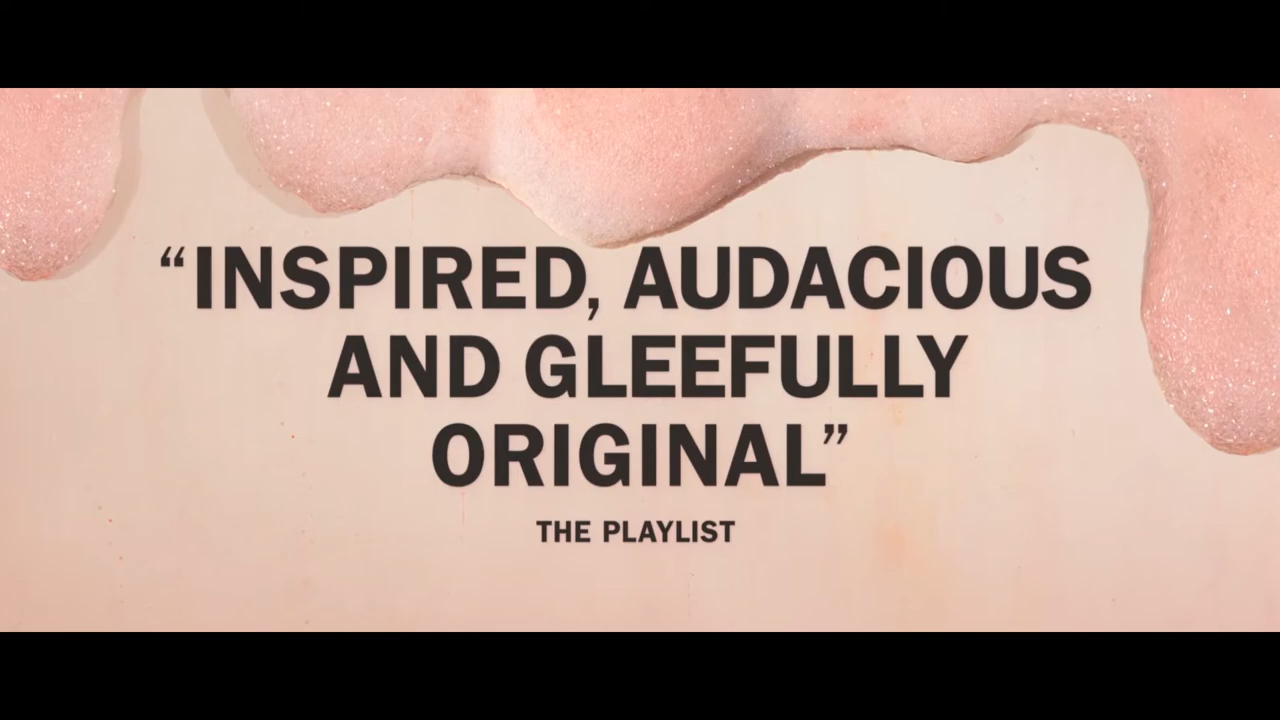 “INSPIRED, AUDACIOUS
AND GLEEFULLY
ORIGINAL”
THE PLAYLIST